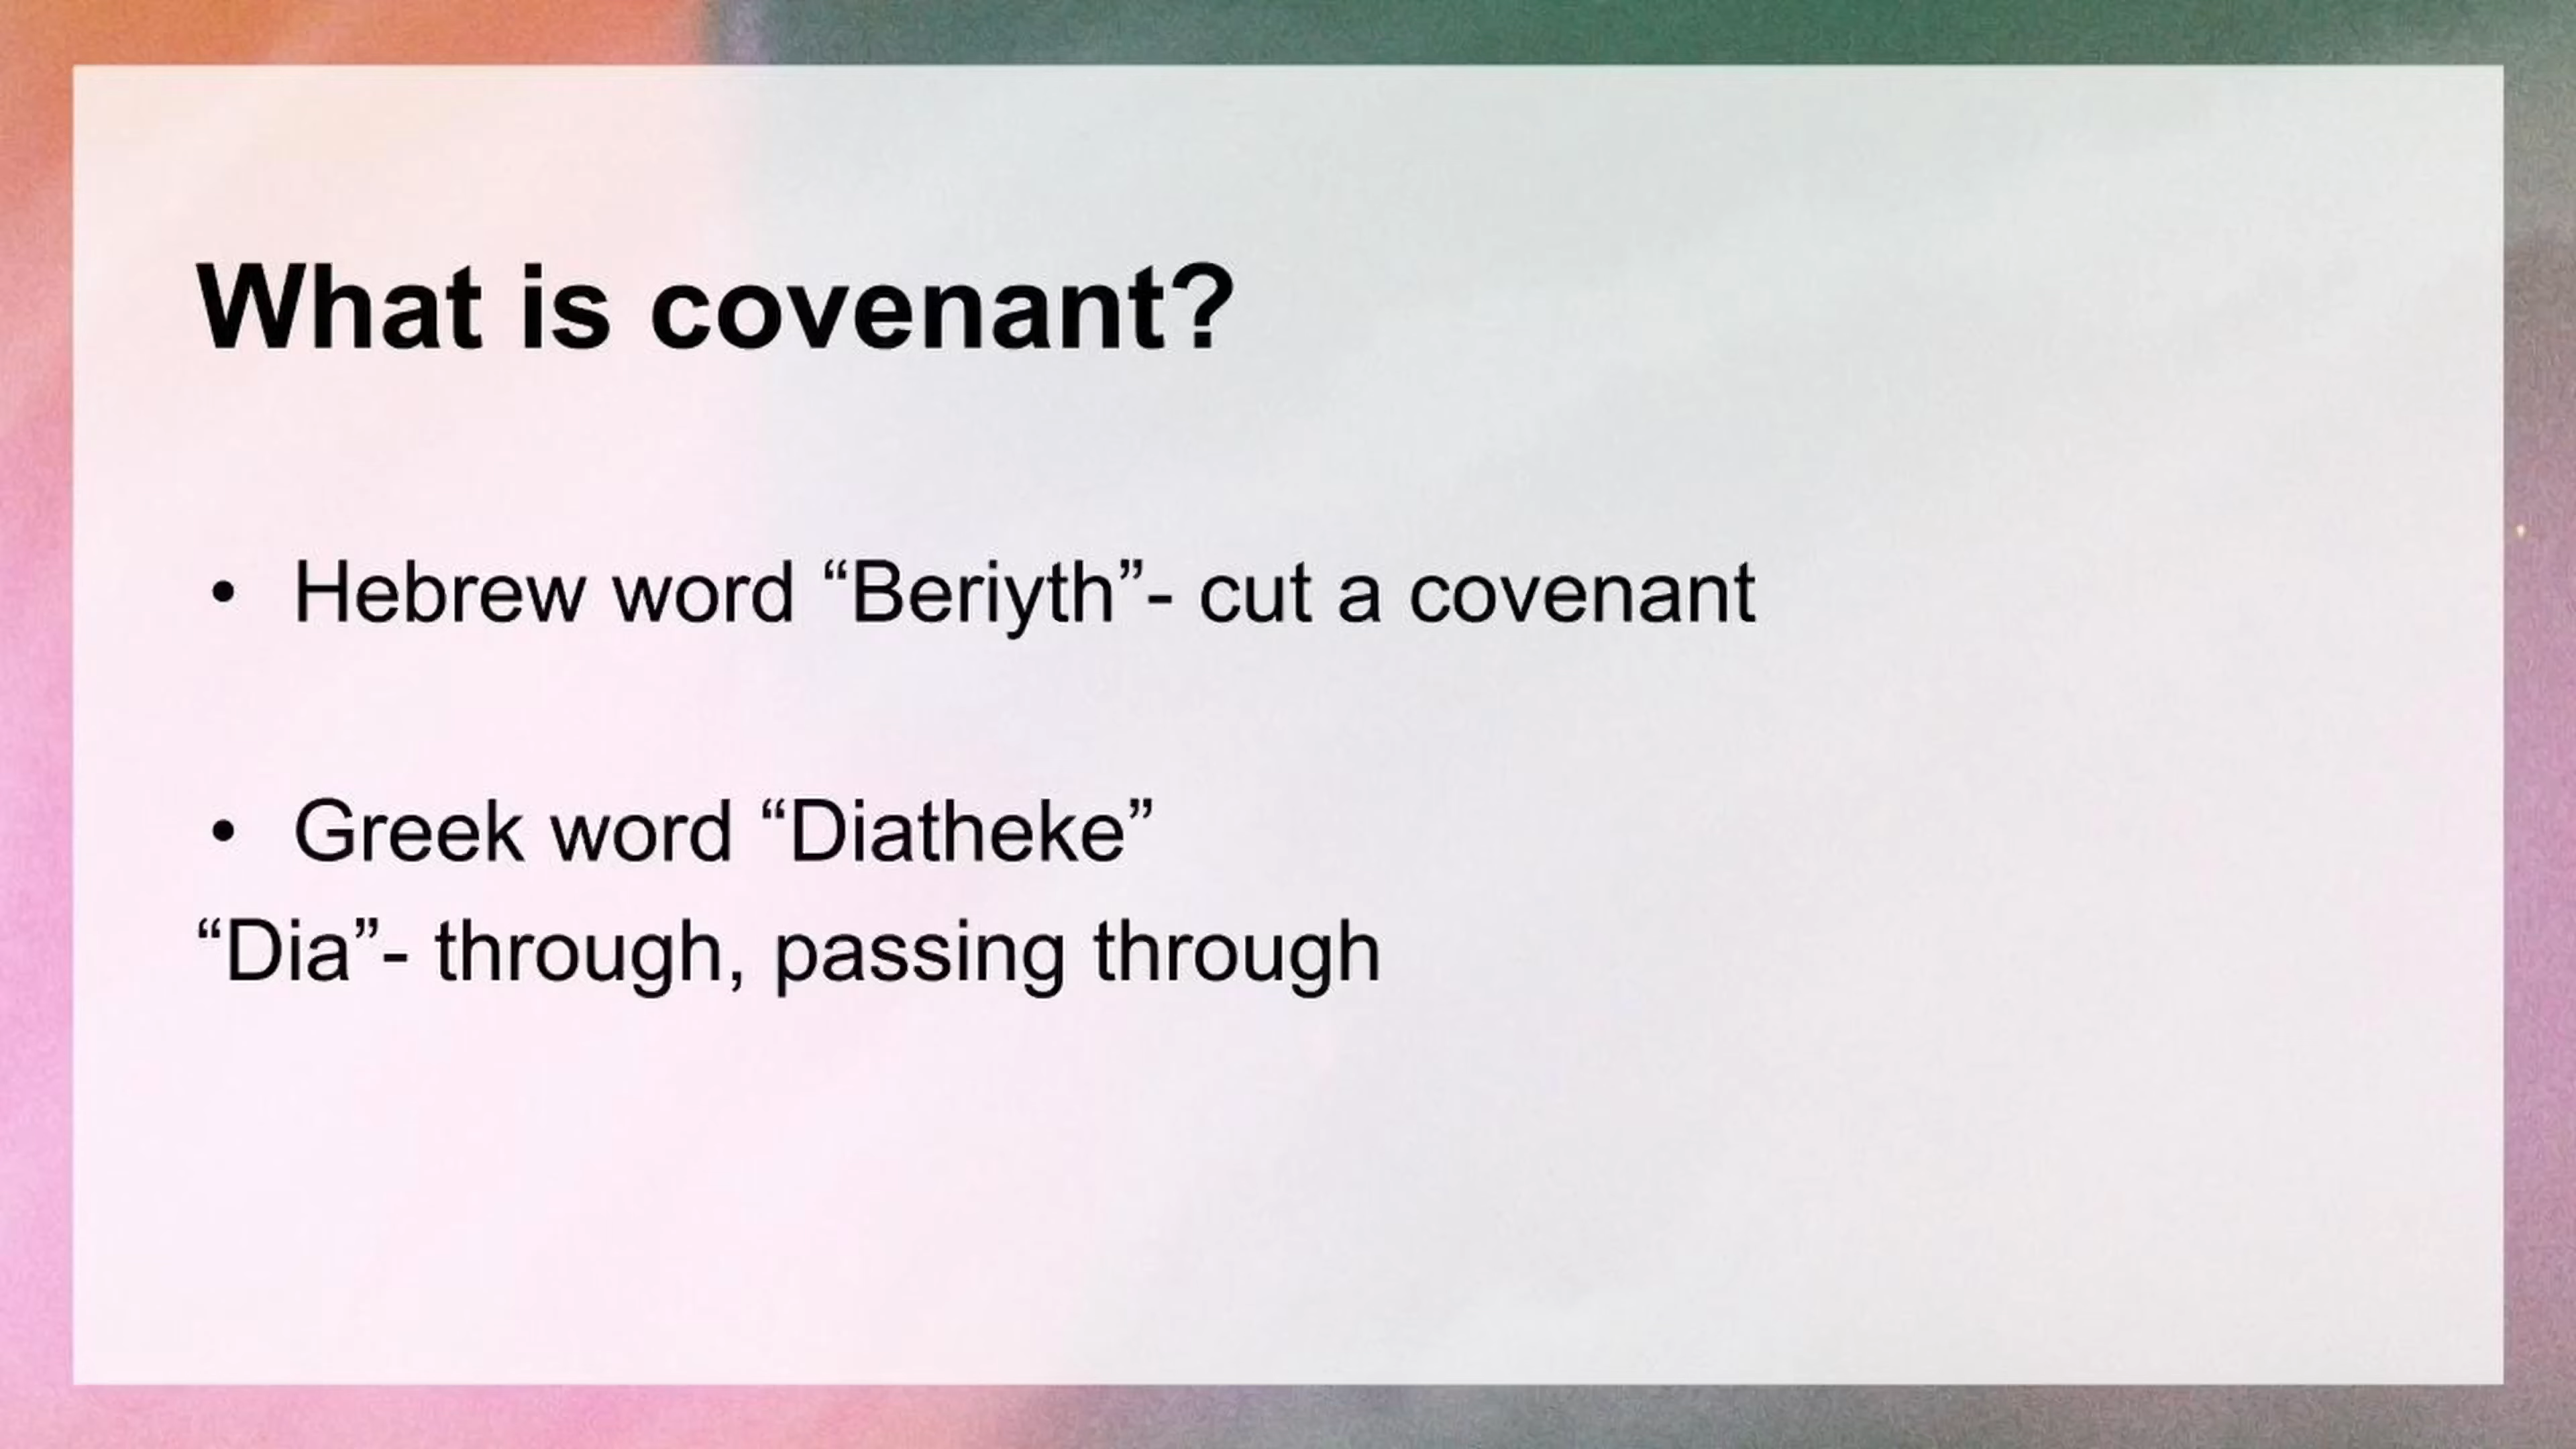 What is covenant?
• Hebrew word “Beriyth”- cut a covenant
• Greek word “Diatheke”
“Dia”- through, passing through